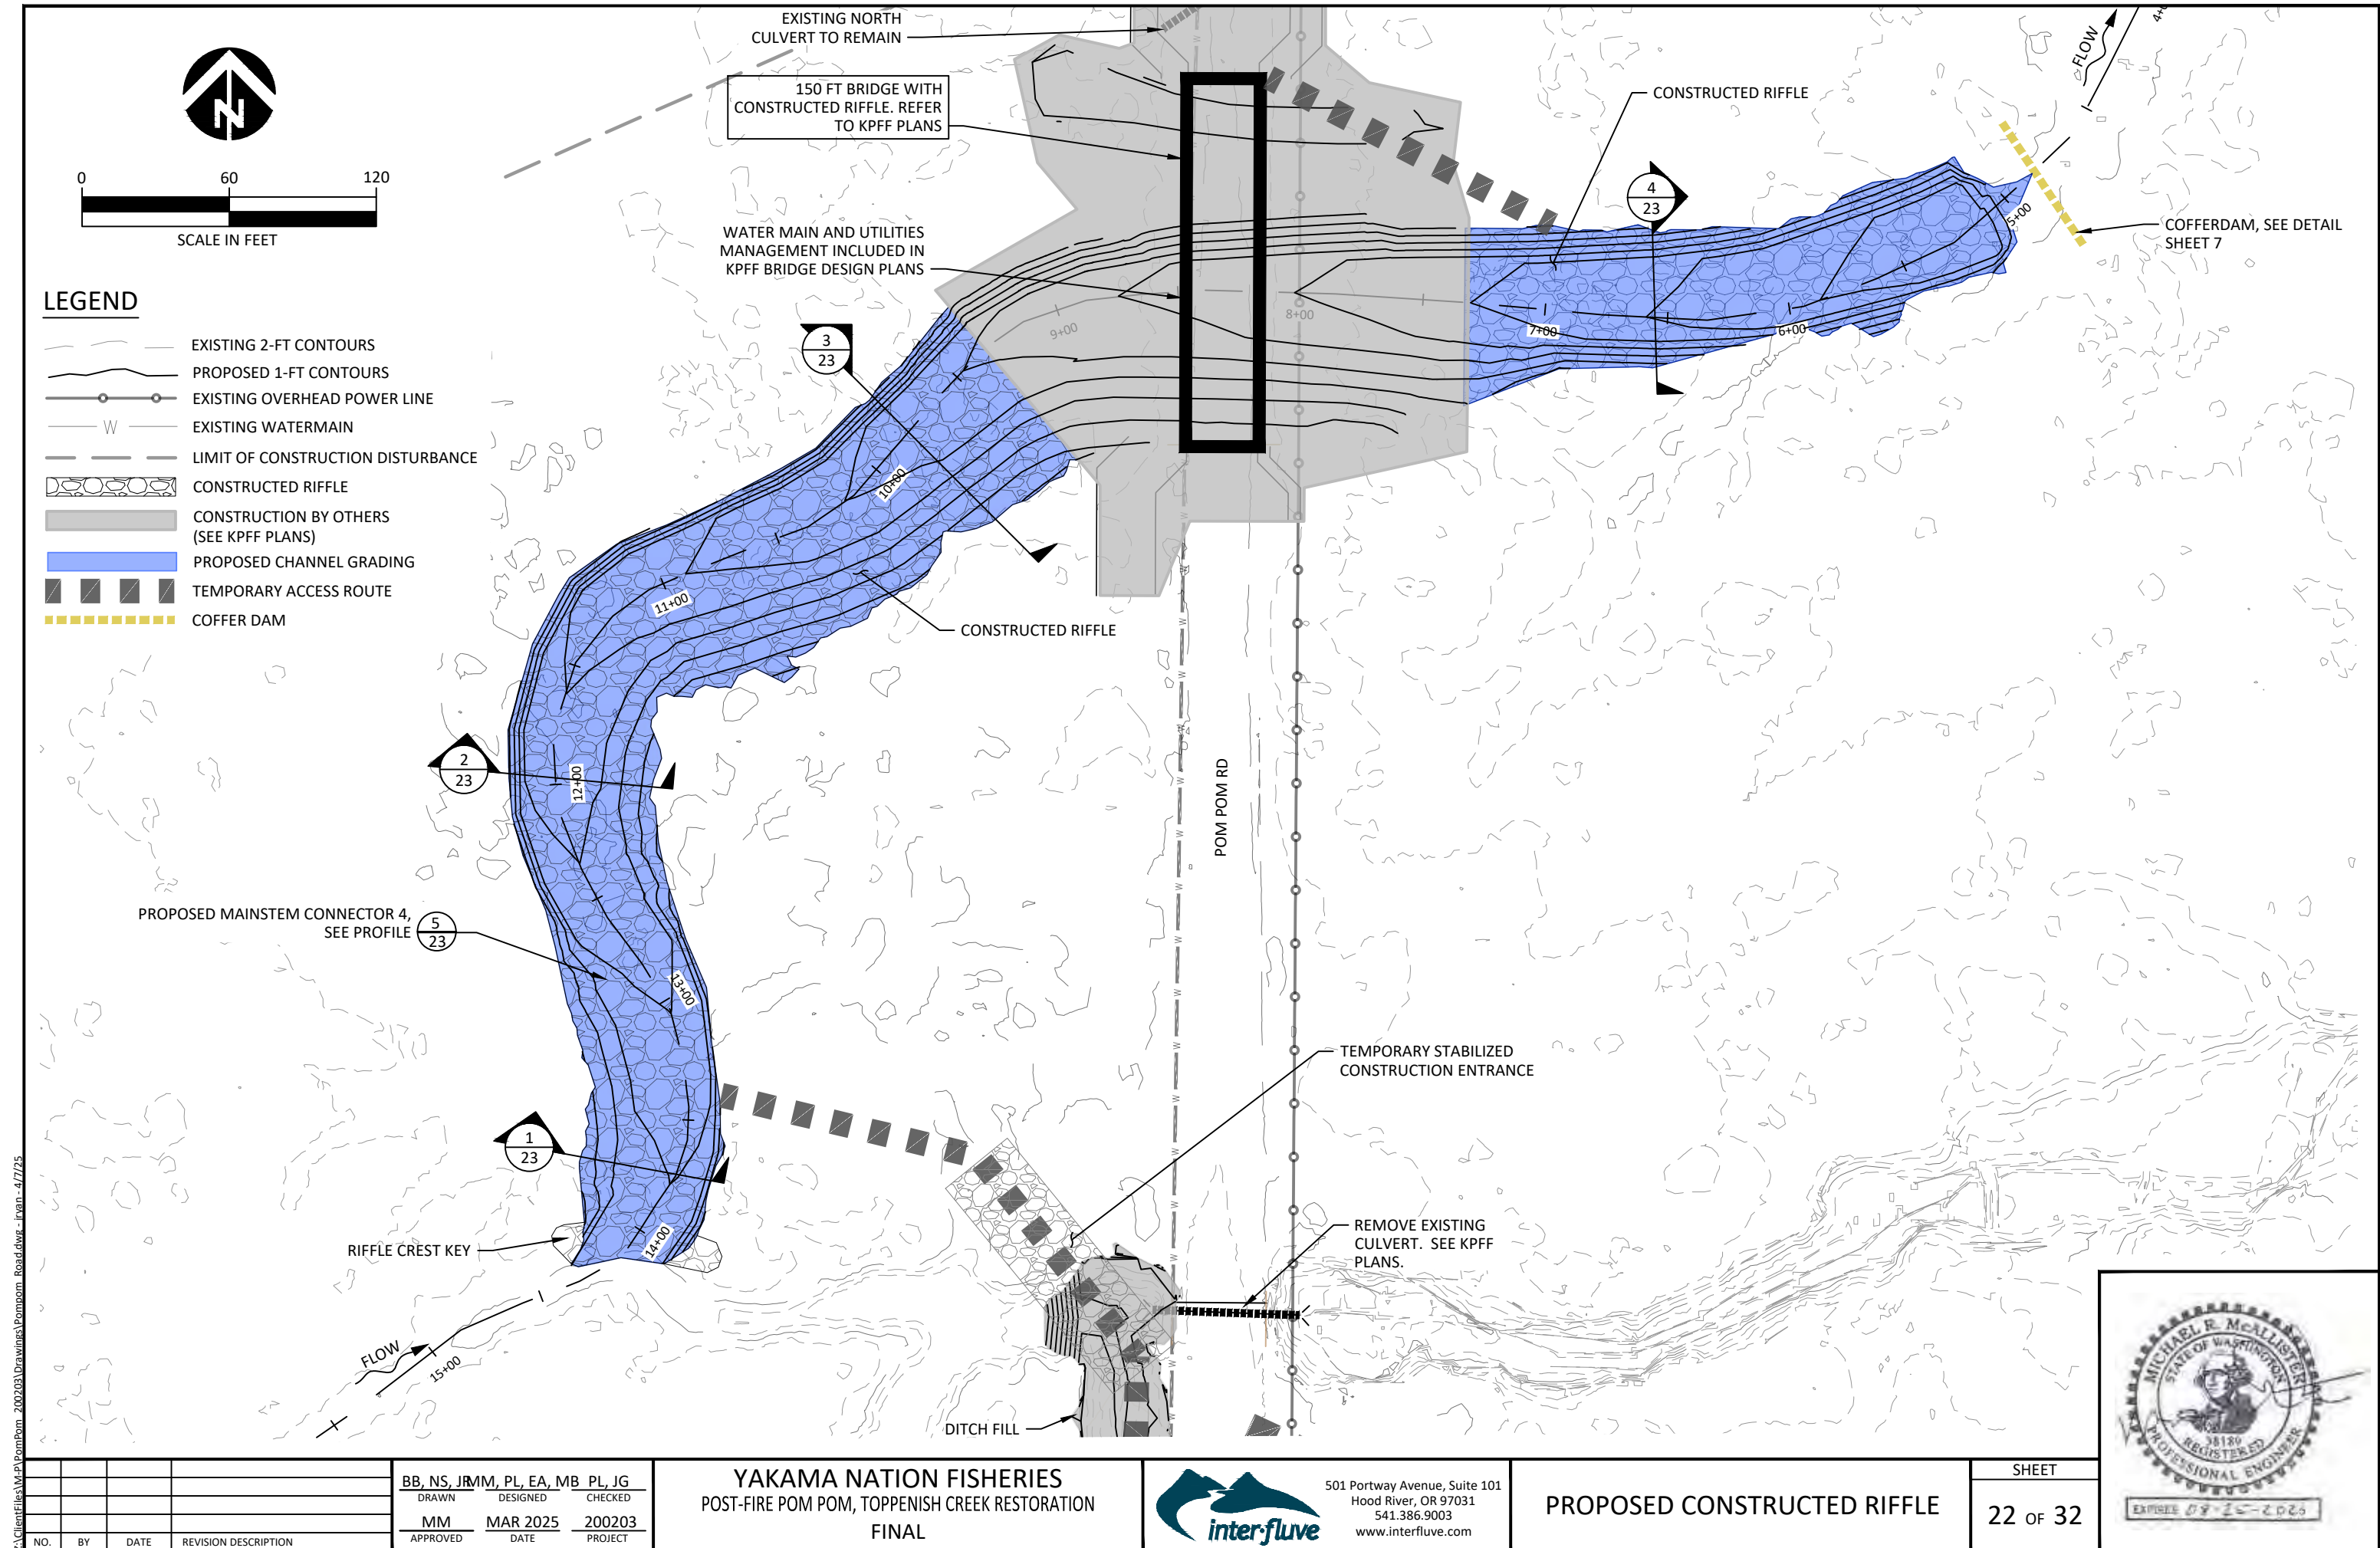 EXISTING NORTH
CULVERT TO REMAIN
150 FT BRIDGE WITH
CONSTRUCTED RIFFLE. REFER
TO KPFF PLANS
WATER MAIN AND UTILITIES
MANAGEMENT INCLUDED IN
KPFF BRIDGE DESIGN PLANS
CONSTRUCTED RIFFLE
FLOW
COFFERDAM, SEE DETAIL
SHEET 7
N
0 60 120
SCALE IN FEET
LEGEND
EXISTING 2-FT CONTOURS
PROPOSED 1-FT CONTOURS
EXISTING OVERHEAD POWER LINE
W
EXISTING WATERMAIN
LIMIT OF CONSTRUCTION DISTURBANCE
CONSTRUCTED RIFFLE
CONSTRUCTION BY OTHERS
(SEE KPFF PLANS)
PROPOSED CHANNEL GRADING
TEMPORARY ACCESS ROUTE
COFFER DAM
4
23
3
23
2
23
1
23
5+00
6+00
7+00
8+00
9+00
10+00
11+00
12+00
13+00
14+00
15+00
CONSTRUCTED RIFFLE
PROPOSED MAINSTEM CONNECTOR 4,
SEE PROFILE
5
23
POM POM RD
TEMPORARY STABILIZED
CONSTRUCTION ENTRANCE
REMOVE EXISTING
CULVERT. SEE KPFF
PLANS.
RIFFLE CREST KEY
FLOW
DITCH FILL
NO. BY DATE REVISION DESCRIPTION
BB, NS, JR MM, PL, EA, MB PL, JG
DRAWN DESIGNED CHECKED
MM MAR 2025 200203
APPROVED DATE PROJECT
YAKAMA NATION FISHERIES
POST-FIRE POM POM, TOPPENISH CREEK RESTORATION
FINAL
inter-fluve
501 Portway Avenue, Suite 101
Hood River, OR 97031
541.386.9003
www.interfluve.com
PROPOSED CONSTRUCTED RIFFLE
SHEET
22 OF 32
MICHAEL R. McALLISTER
STATE OF WASHINGTON
REGISTERED
PROFESSIONAL ENGINEER
EXPIRES